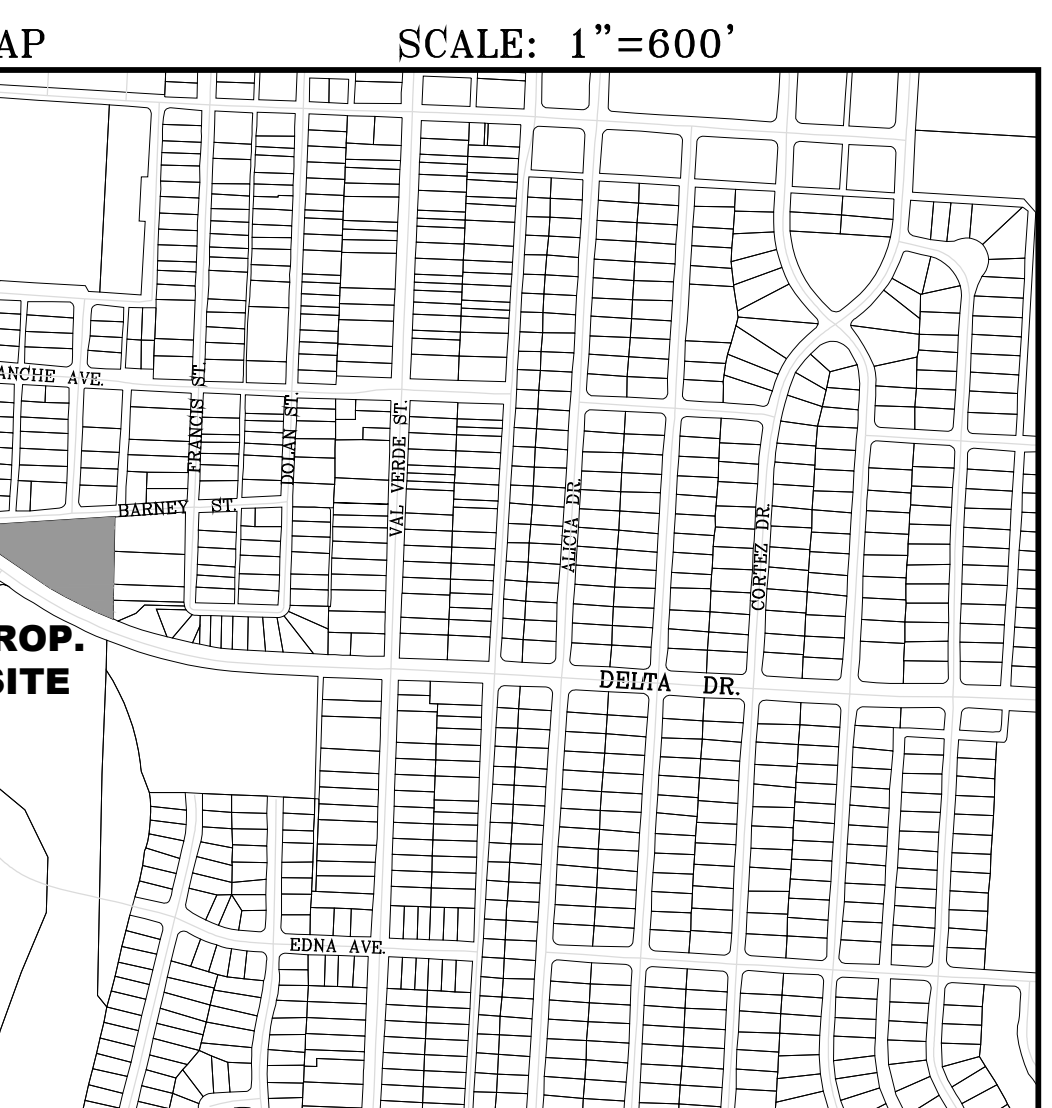 AP
SCALE: 1”=600’
ANCHE AVE.
FRANCIS ST.
DOLAN ST.
VAL VERDE ST.
BARNEY ST.
ALICIA DR.
CORTEZ DR.
ROP.
SITE
DELTA DR.
EDNA AVE.